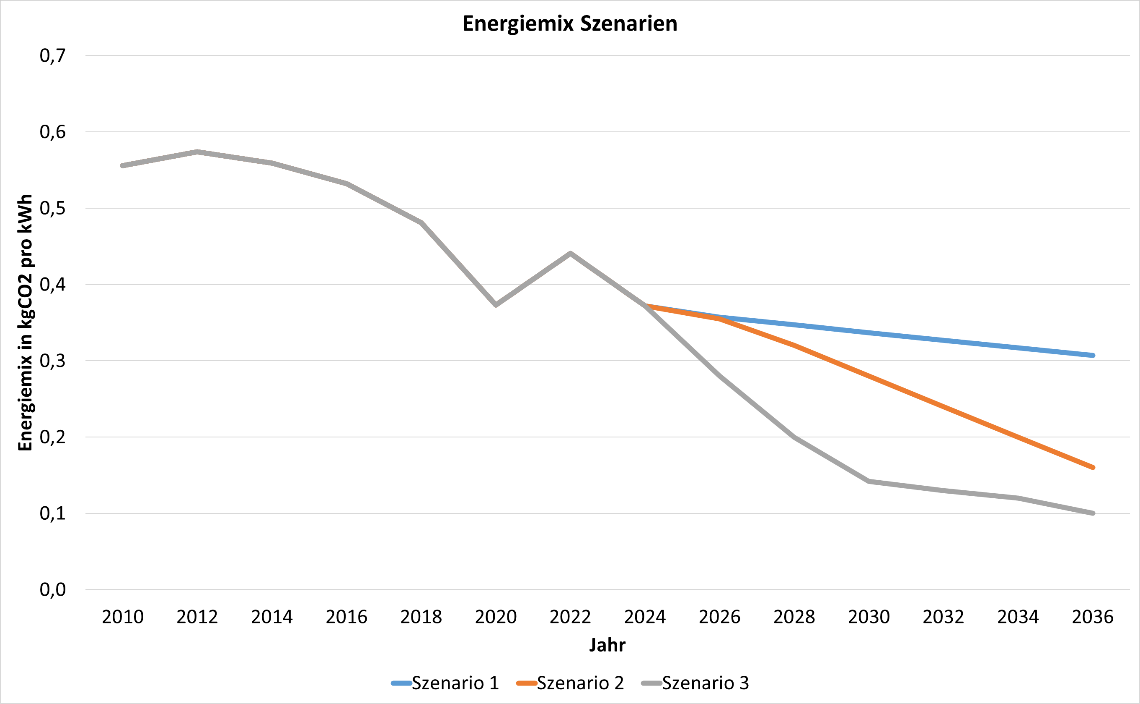 Energiemix Szenarien
Energiemix in kgCO2 pro kWh
0,7
0,6
0,5
0,4
0,3
0,2
0,1
0,0
2010 2012 2014 2016 2018 2020 2022 2024 2026 2028 2030 2032 2034 2036
Jahr
Szenario 1 Szenario 2 Szenario 3